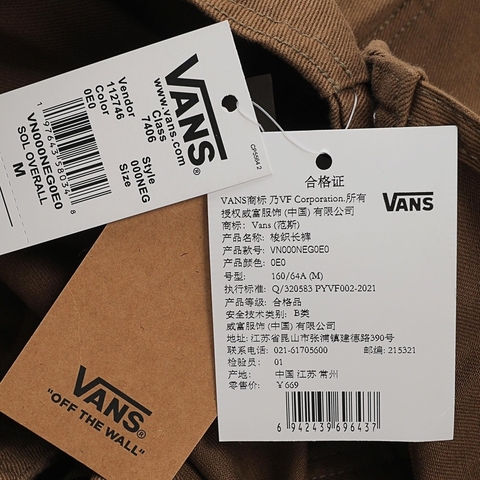 VANS®
www.vans.com
Vendor
112746
Color
0E0
Class
7406
Style
000NEG
Size
1 97643 58034 8
VN000NEG0E0
SOL OVERALL
M
CP5584 2
合格证
VANS商标 乃VF Corporation.所有
授权威富服饰 (中国) 有限公司
商标: Vans (范斯)
VANS
产品名称: 梭织长裤
产品款号: VN000NEG0E0
产品颜色: 0E0
号型: 160/64A (M)
执行标准: Q/320583 PYVF002-2021
产品等级: 合格品
安全技术类别: B类
威富服饰 (中国) 有限公司
地址: 江苏省昆山市张浦镇建德路390号
联系电话: 021-61705600 邮编: 215321
检验员: 01
产地: 中国 江苏 常州
零售价: ￥669
6 942439 696437
VANS®
"OFF THE WALL"